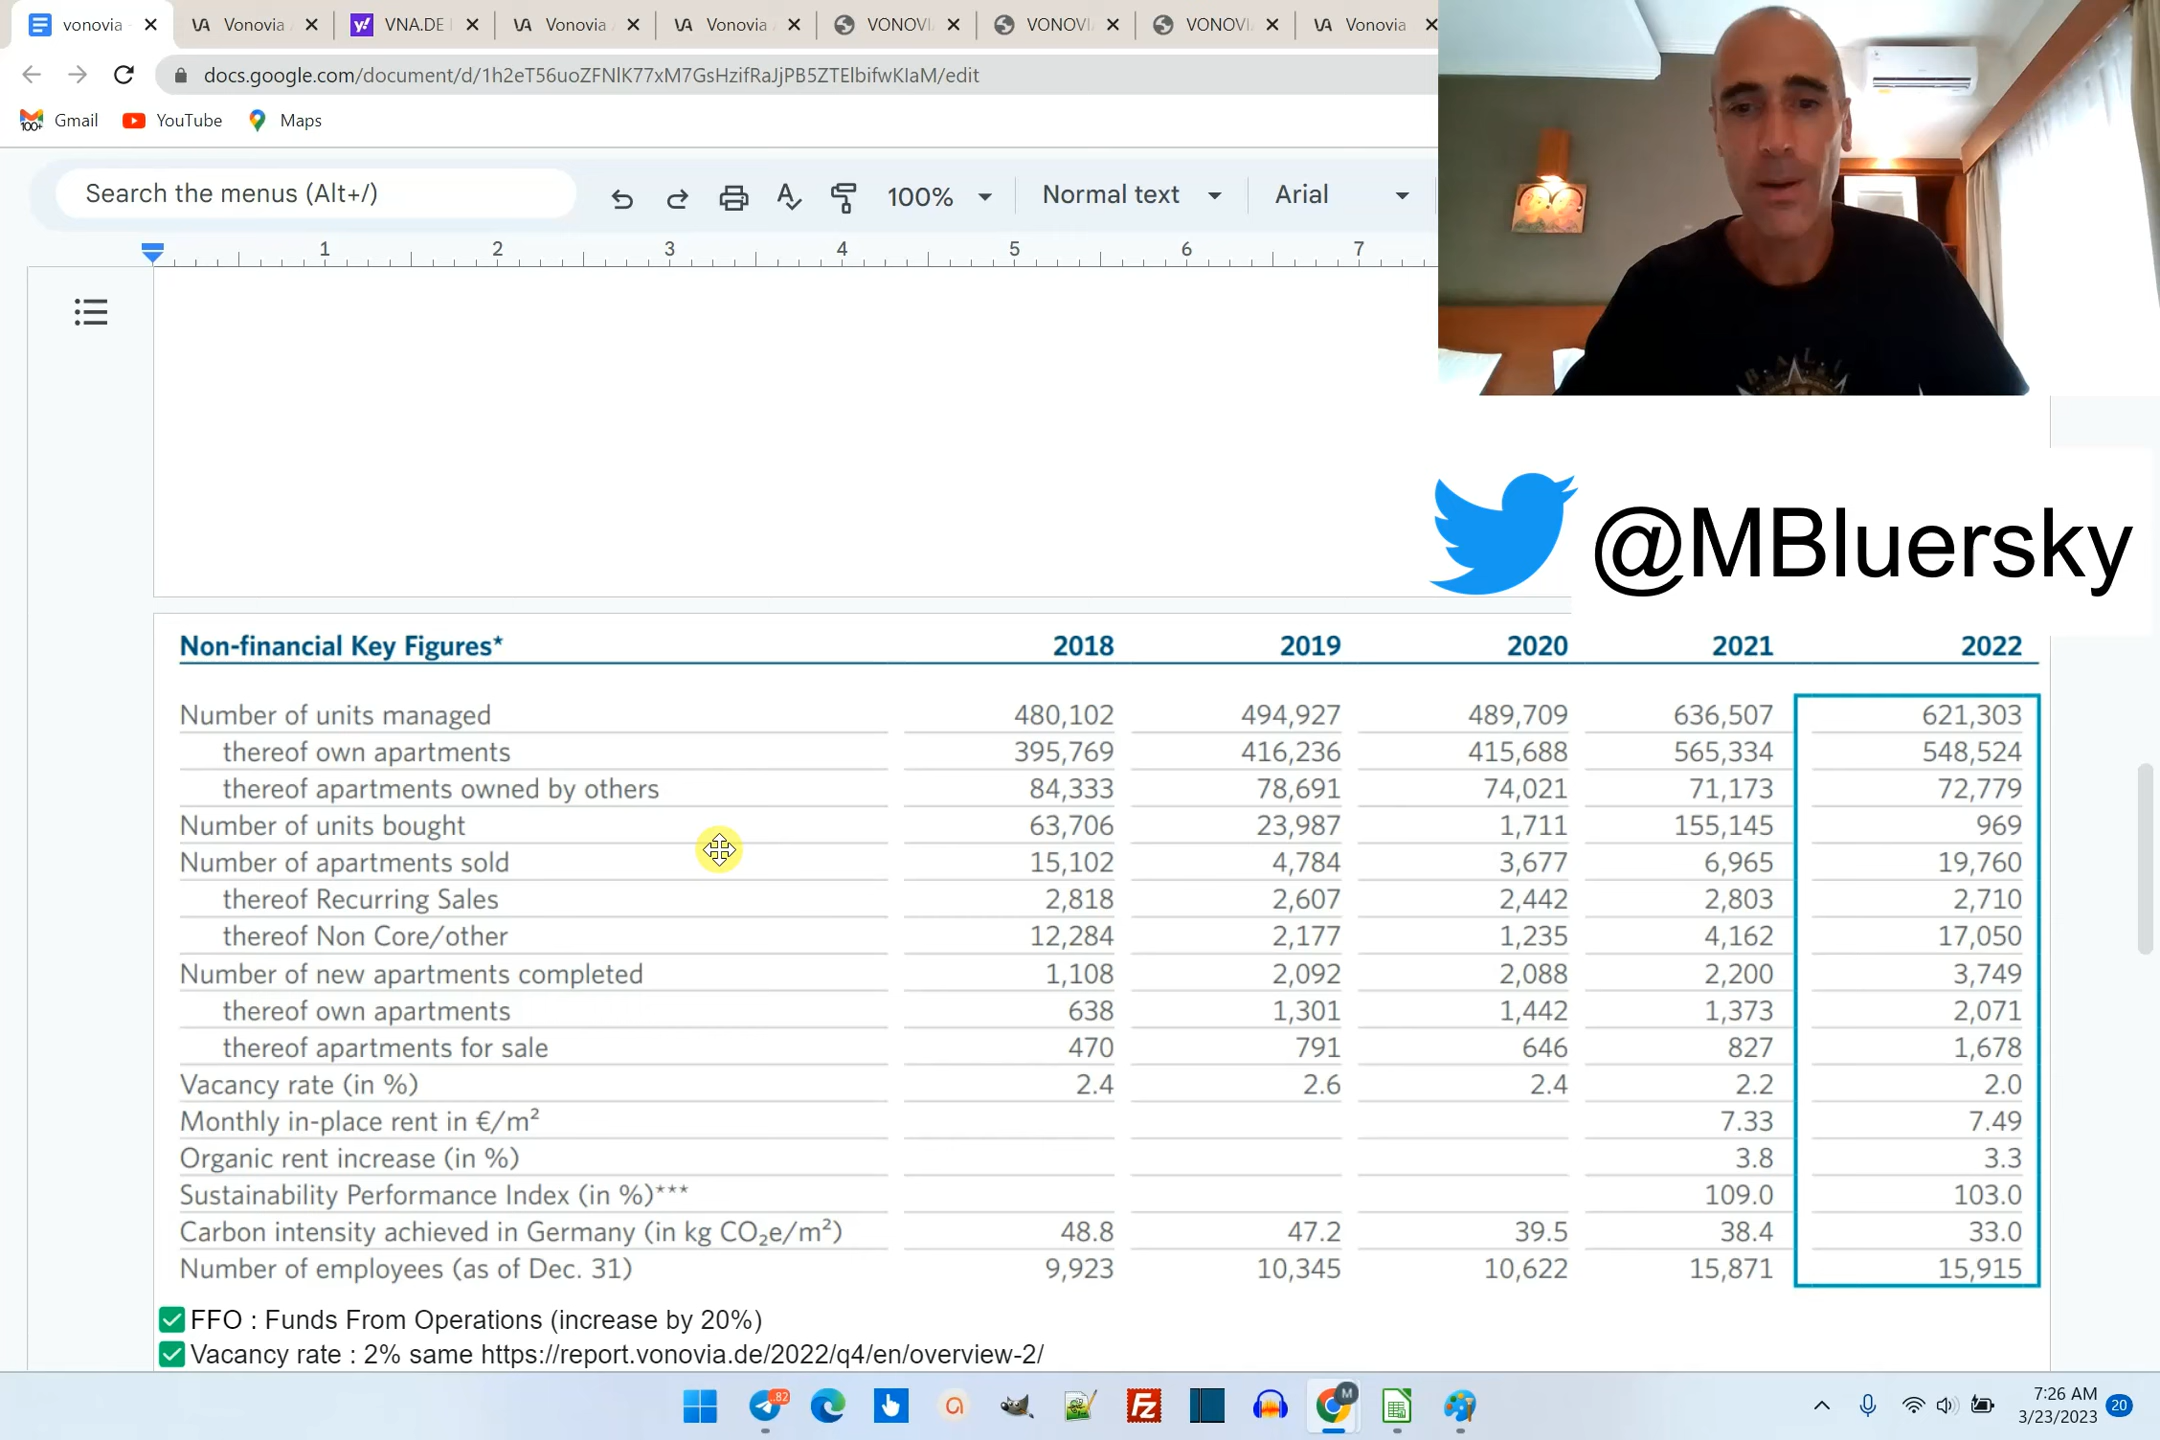 vonovia
Vonovia
VNA.DE
Vonovia
Vonovia
VONOVI
VONOVI
VONOVI
Vonovia
docs.google.com/document/d/1h2eT56uoZFNlK77xM7GsHzifRaJjPB5ZTElbifwKIaM/edit
Gmail
YouTube
Maps
Search the menus (Alt+/)
100%
Normal text
Arial
1 2 3 4 5 6 7
BALI
@MBluersky
Non-financial Key Figures* 2018 2019 2020 2021 2022
Number of units managed 480,102 494,927 489,709 636,507 621,303
thereof own apartments 395,769 416,236 415,688 565,334 548,524
thereof apartments owned by others 84,333 78,691 74,021 71,173 72,779
Number of units bought 63,706 23,987 1,711 155,145 969
Number of apartments sold 15,102 4,784 3,677 6,965 19,760
thereof Recurring Sales 2,818 2,607 2,442 2,803 2,710
thereof Non Core/other 12,284 2,177 1,235 4,162 17,050
Number of new apartments completed 1,108 2,092 2,088 2,200 3,749
thereof own apartments 638 1,301 1,442 1,373 2,071
thereof apartments for sale 470 791 646 827 1,678
Vacancy rate (in %) 2.4 2.6 2.4 2.2 2.0
Monthly in-place rent in €/m² 7.33 7.49
Organic rent increase (in %) 3.8 3.3
Sustainability Performance Index (in %)*** 109.0 103.0
Carbon intensity achieved in Germany (in kg CO₂e/m²) 48.8 47.2 39.5 38.4 33.0
Number of employees (as of Dec. 31) 9,923 10,345 10,622 15,871 15,915
✅ FFO : Funds From Operations (increase by 20%)
✅ Vacancy rate : 2% same https://report.vonovia.de/2022/q4/en/overview-2/
7:26 AM
3/23/2023
20